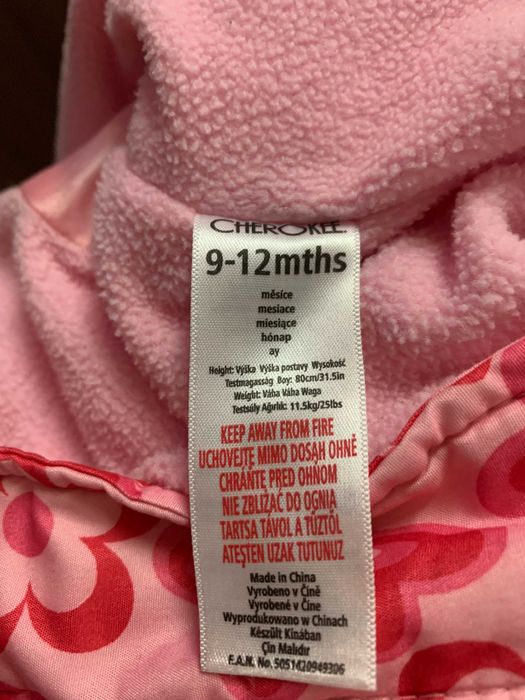 CHEROKEE
9-12mths
měsíce
mesiace
miesiące
hónap
ay
Height: Výška Výška postavy Wysokość
Testmagasság Boy: 80cm/31.5in
Weight: Váha Váha Waga
Testsúly Ağırlık: 11.5kg/25lbs
KEEP AWAY FROM FIRE
UCHOVEJTE MIMO DOSAH OHNĚ
CHRÁŇTE PRED OHŇOM
NIE ZBLIŻAĆ DO OGNIA
TARTSA TÁVOL A TŰZTŐL
ATEŞTEN UZAK TUTUNUZ
Made in China
Vyrobeno v Číně
Vyrobené v Číne
Wyprodukowano w Chinach
Készült Kínában
Çin Malıdır
E.A.N. No. 5051420949306